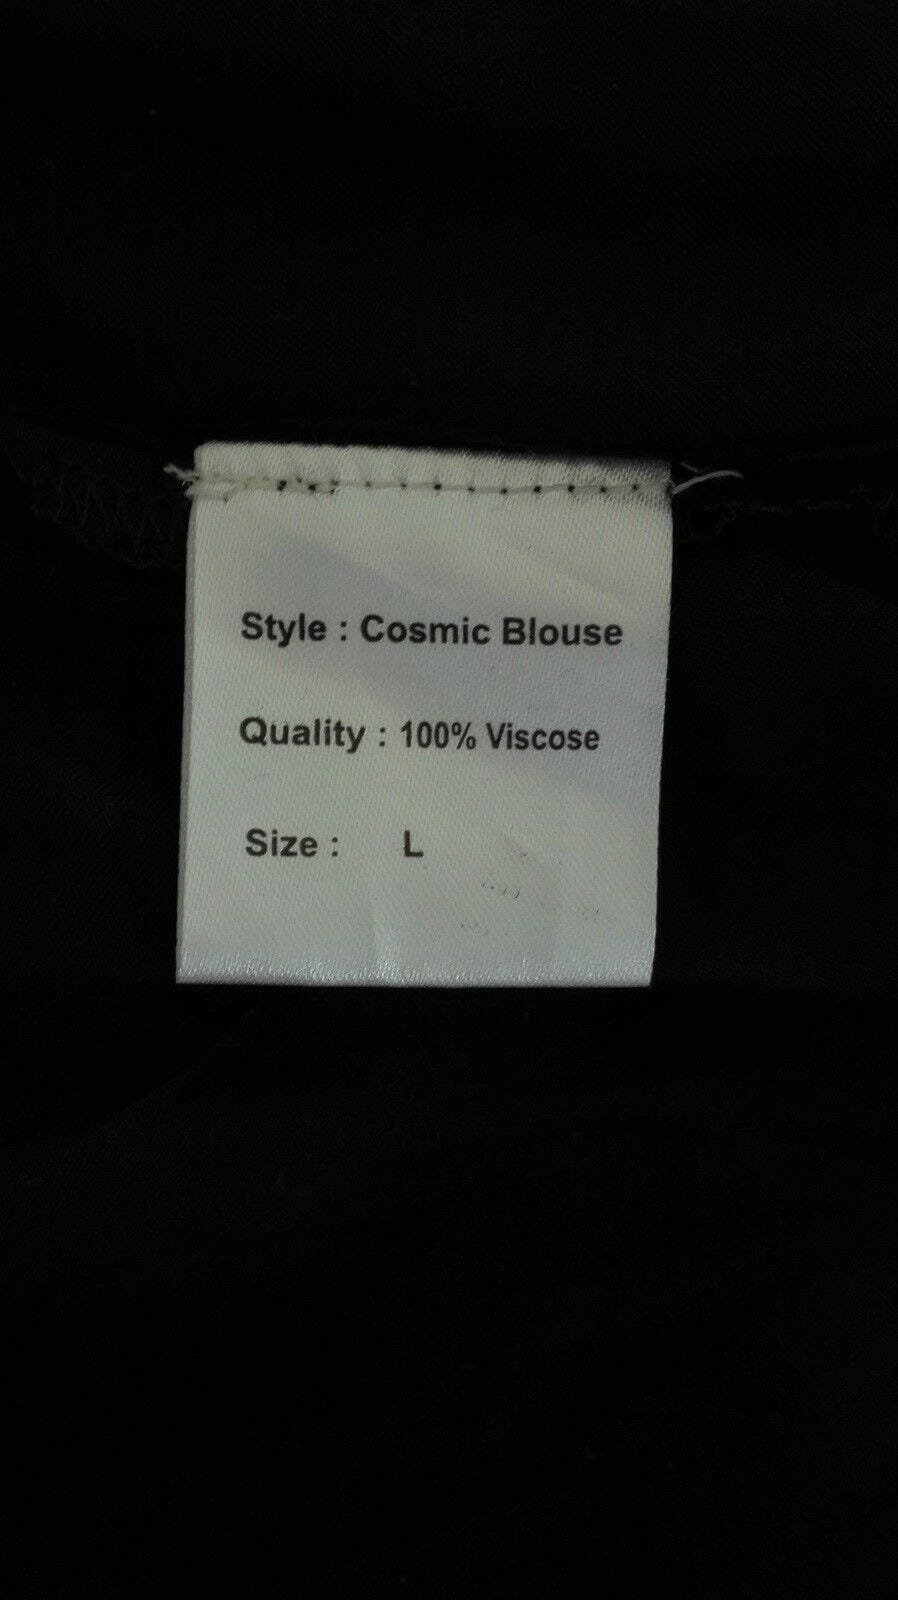 Style : Cosmic Blouse
Quality : 100% Viscose
Size : L